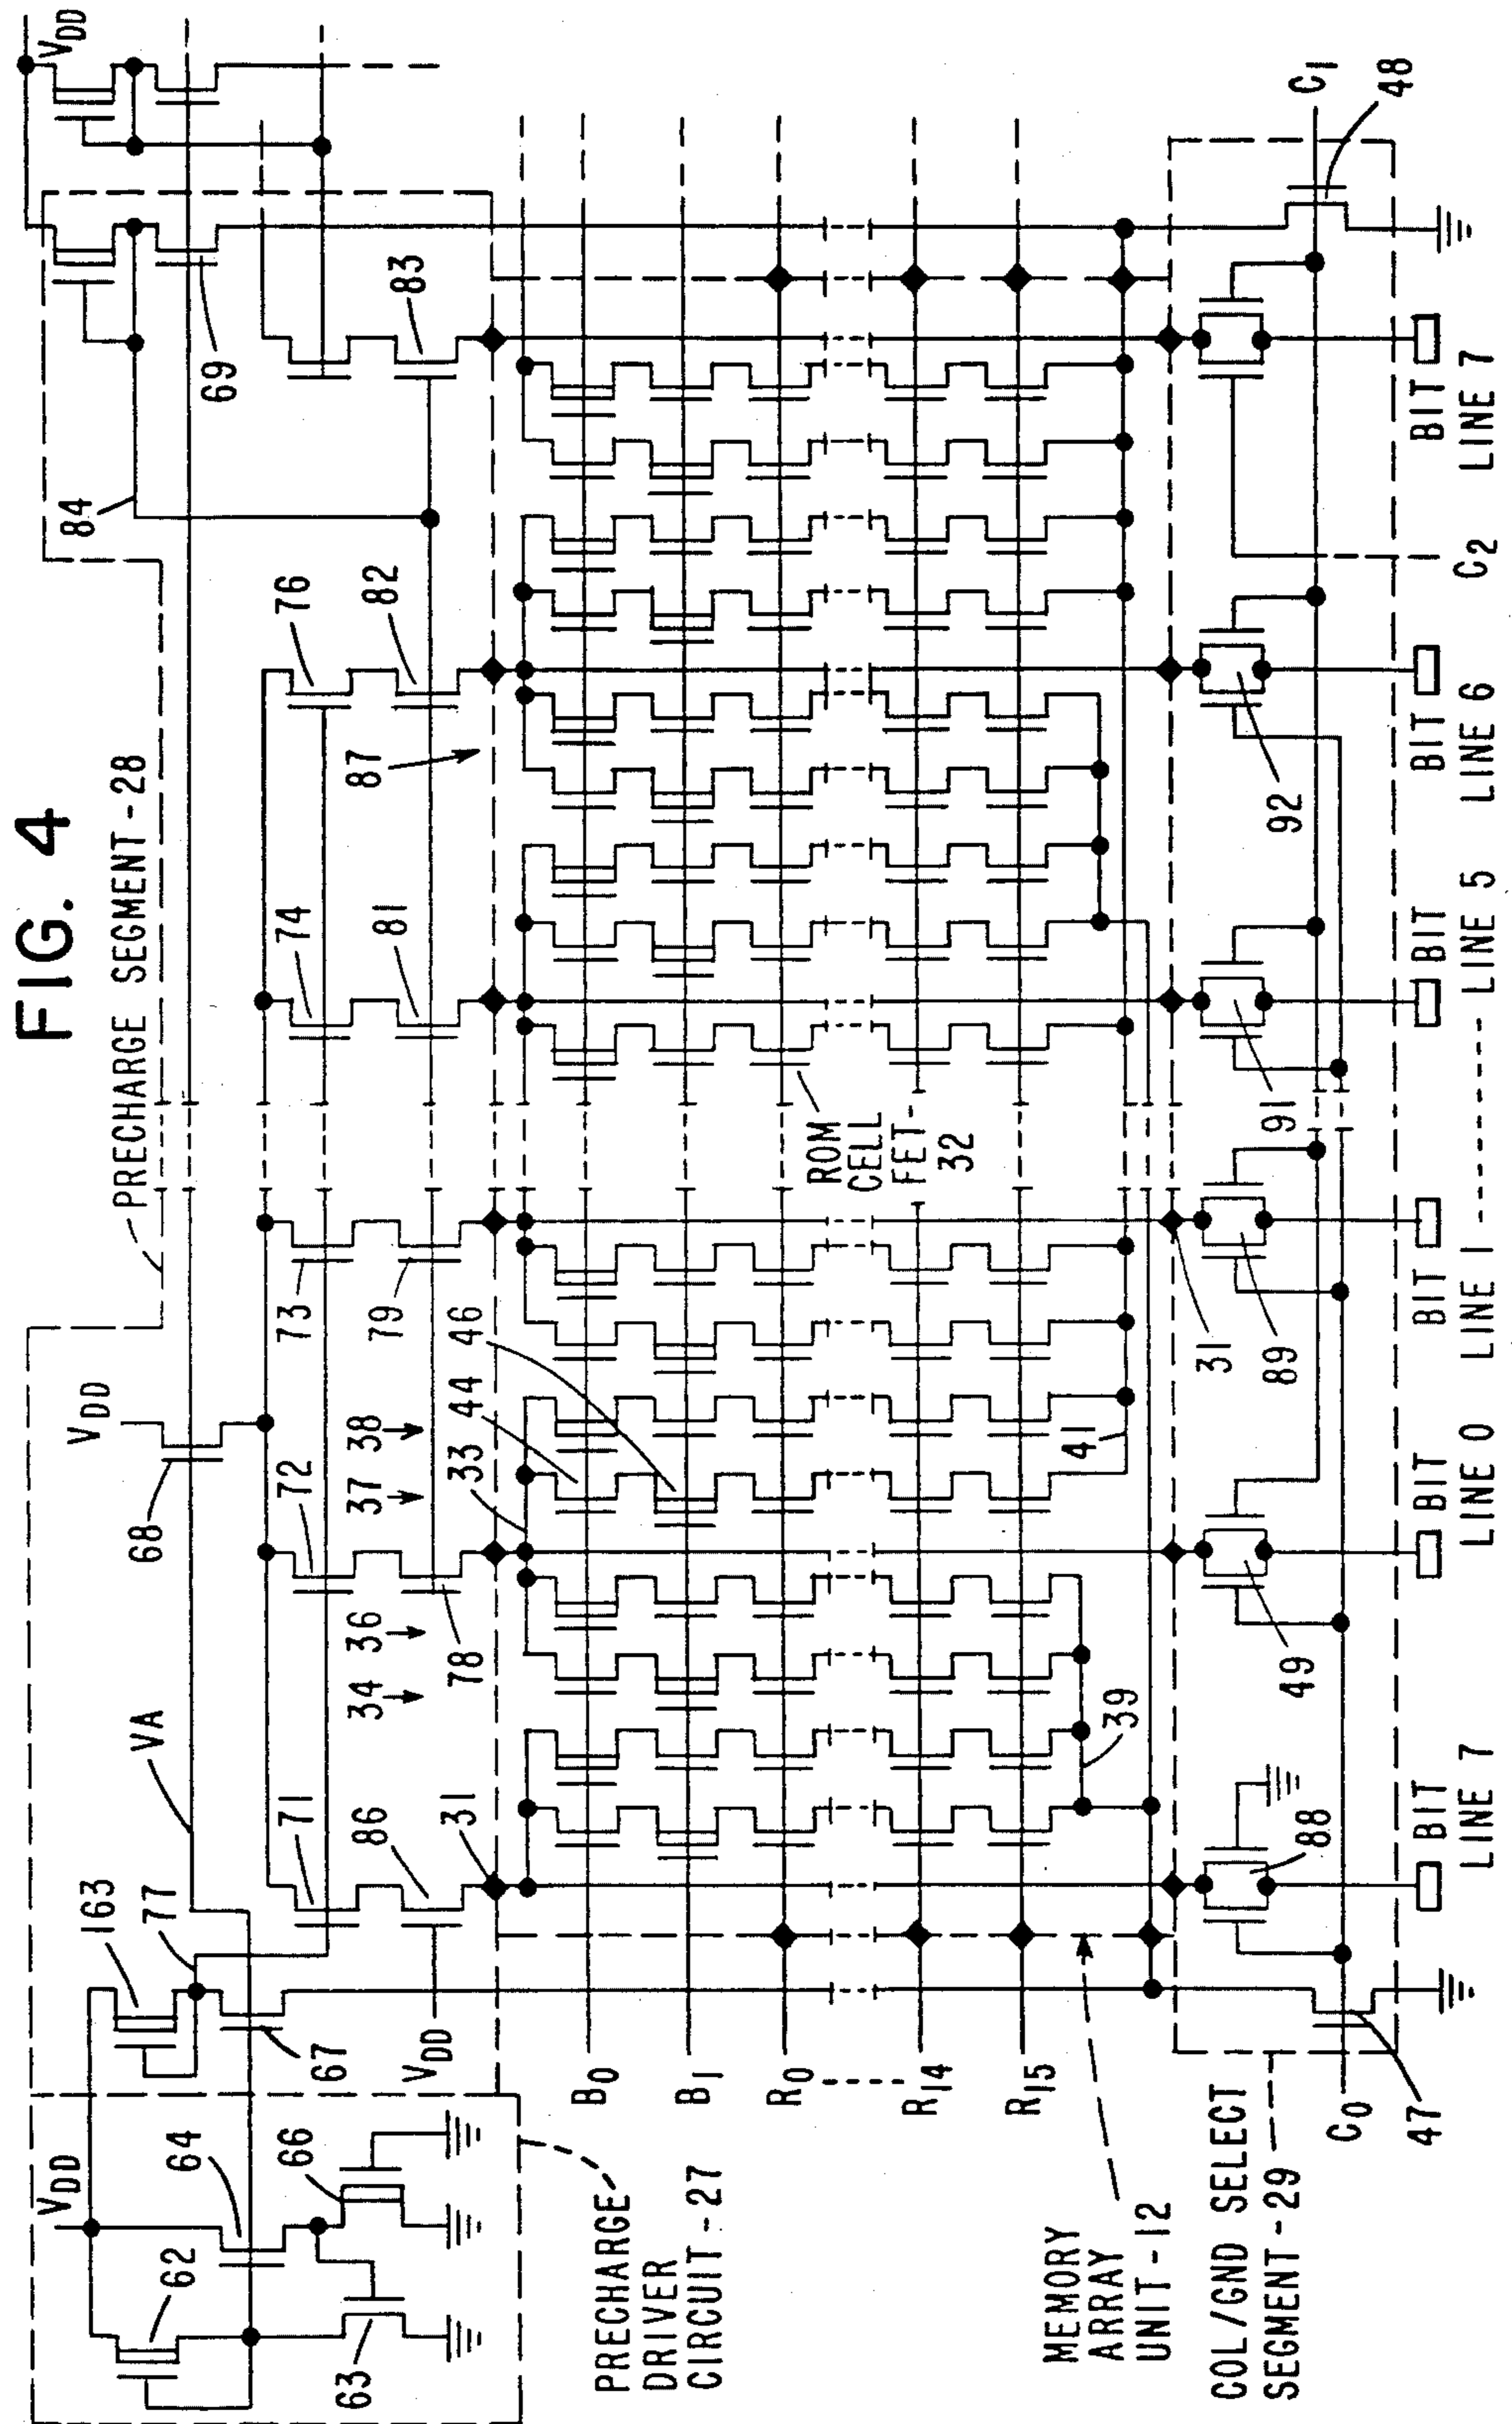 FIG. 4
PRECHARGE SEGMENT-28
VDD
VDD
VDD
VA
163
77
68
84
69
62
64
67
63
66
71
72
73
74
76
86
78
79
81
82
83
VDD
34 36 37 38
87
31
33
44
46
PRECHARGE
DRIVER
CIRCUIT-27
B0
B1
R0
R14
R15
ROM
CELL
FET-
32
39
41
MEMORY
ARRAY
UNIT-12
COL/GND SELECT
SEGMENT-29
31
88
49
89
91
92
C0
47
C1
48
C2
BIT
LINE 7
BIT
LINE 0
BIT
LINE 1
BIT
LINE 5
BIT
LINE 6
BIT
LINE 7